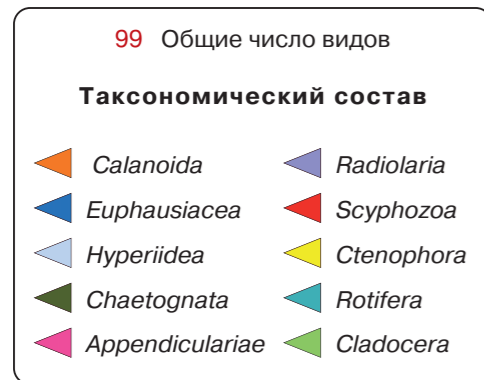 99 Общие число видов
Таксономический состав
Calanoida
Euphausiacea
Hyperiidea
Chaetognata
Appendiculariae
Radiolaria
Scyphozoa
Ctenophora
Rotifera
Cladocera